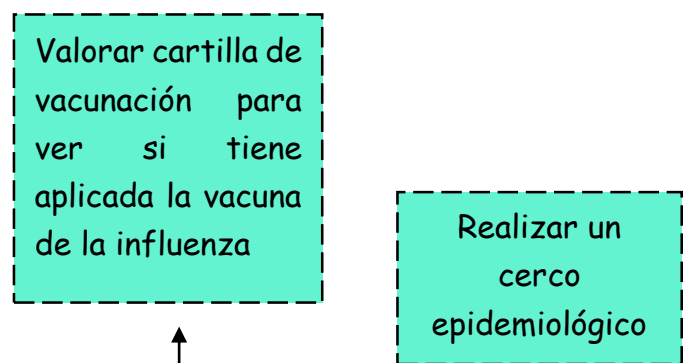 Valorar cartilla de
vacunación para
ver si tiene
aplicada la vacuna
de la influenza
Realizar un
cerco
epidemiológico